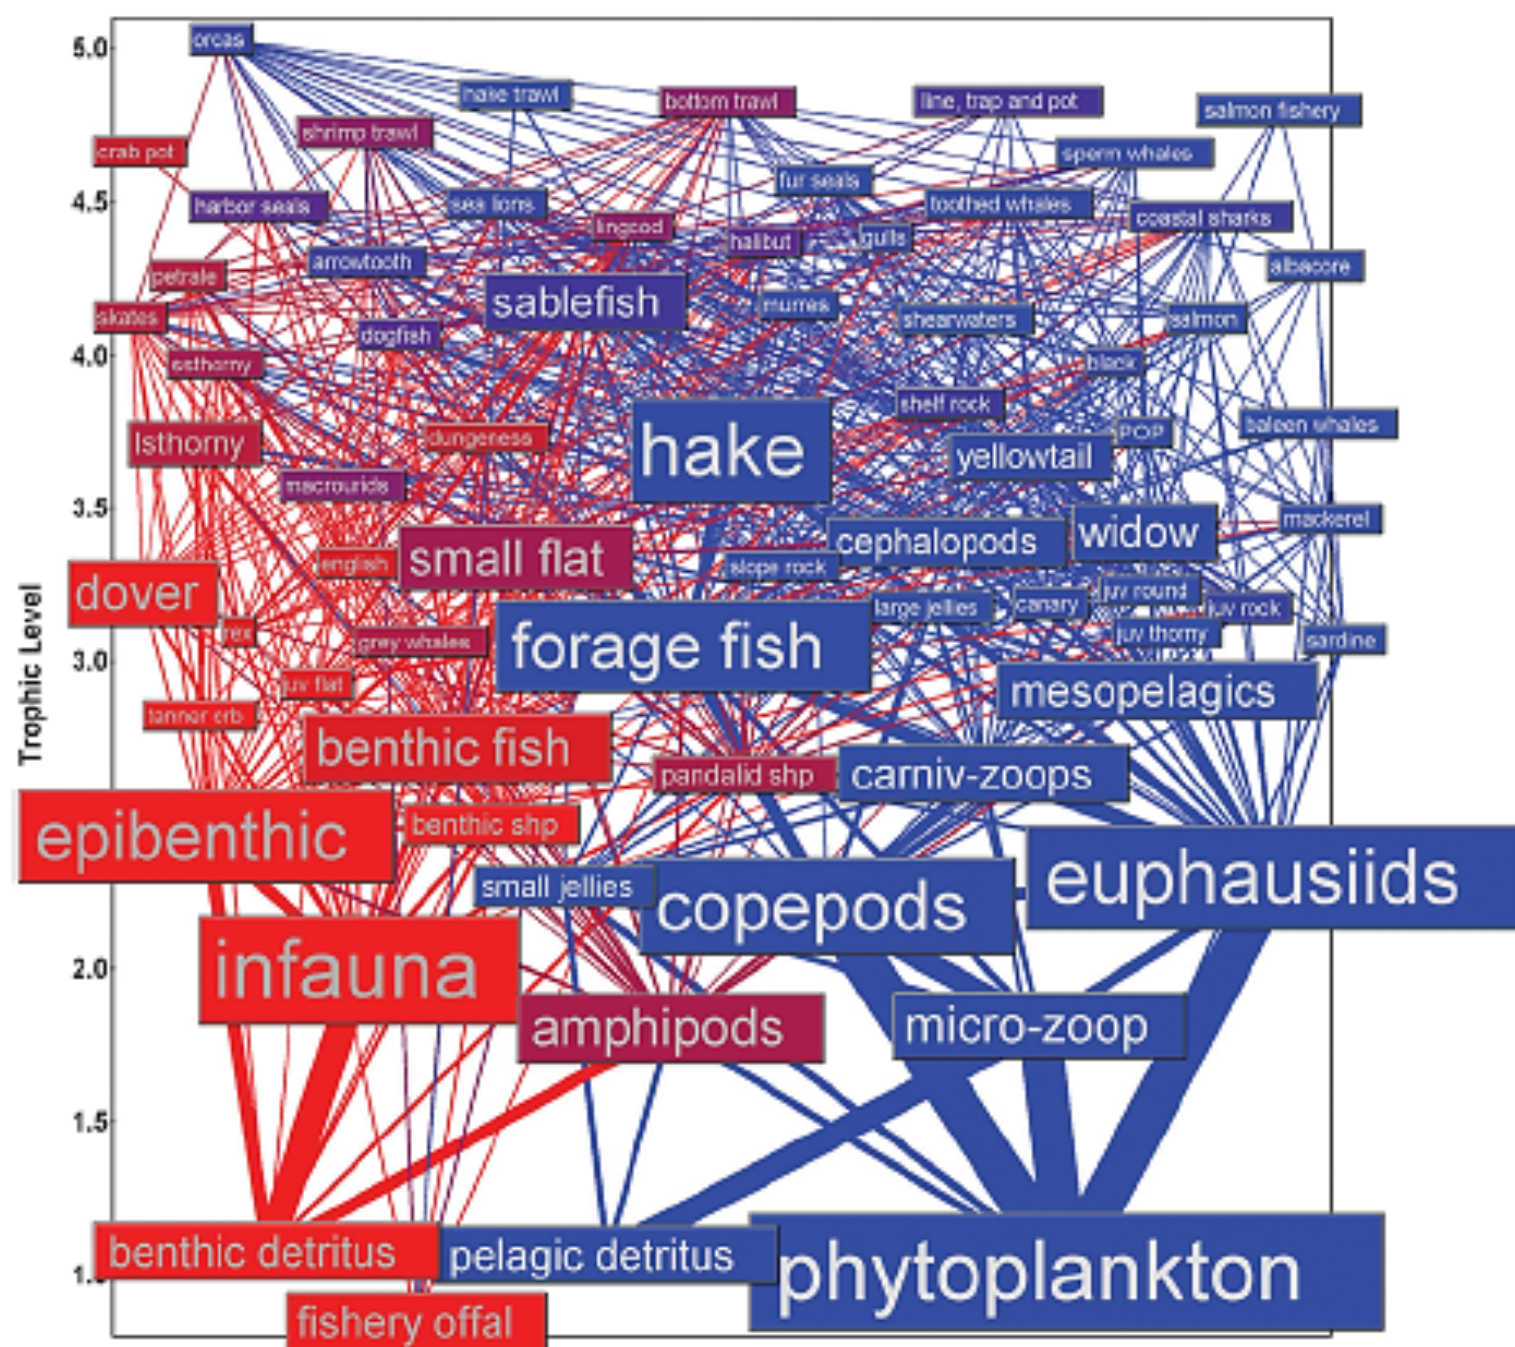 5.0
orcas
hake trawl
bottom trawl
line, trap and pot
salmon fishery
shrimp trawl
crab pot
sperm whales
fur seals
4.5
harbor seals
sea lions
toothed whales
coastal sharks
lingcod
halibut
gulls
petrale
arrowtooth
albacore
sablefish
murres
shearwaters
salmon
skates
dogfish
4.0
ssthorny
black
shelf rock
lsthorny
dungeness
hake
yellowtail
POP
baleen whales
macrourids
3.5
small flat
cephalopods
widow
mackerel
english
slope rock
dover
large jellies
canary
juv round
juv rock
rex
grey whales
forage fish
juv thorny
sardine
Trophic Level
3.0
juv flat
mesopelagics
tanner crb
benthic fish
pandalid shp
carniv-zoops
epibenthic
benthic shp
small jellies
copepods
euphausiids
infauna
2.0
amphipods
micro-zoop
1.5
benthic detritus
pelagic detritus
phytoplankton
fishery offal